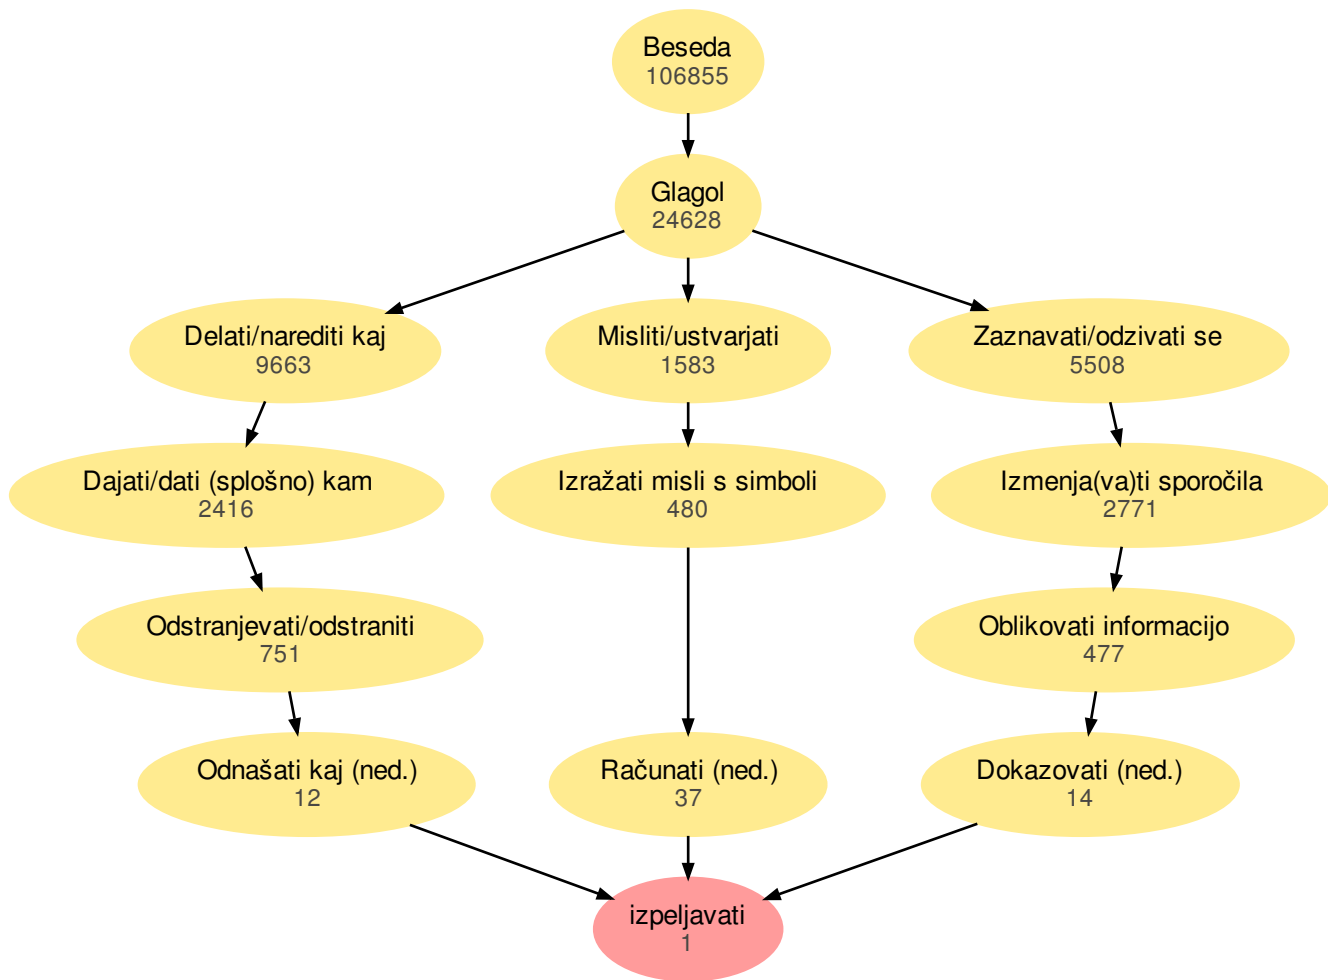 Beseda
106855
Glagol
24628
Delati/narediti kaj
9663
Misliti/ustvarjati
1583
Zaznavati/odzivati se
5508
Dajati/dati (splošno) kam
2416
Izražati misli s simboli
480
Izmenja(va)ti sporočila
2771
Odstranjevati/odstraniti
751
Oblikovati informacijo
477
Odnašati kaj (ned.)
12
Računati (ned.)
37
Dokazovati (ned.)
14
izpeljavati
1